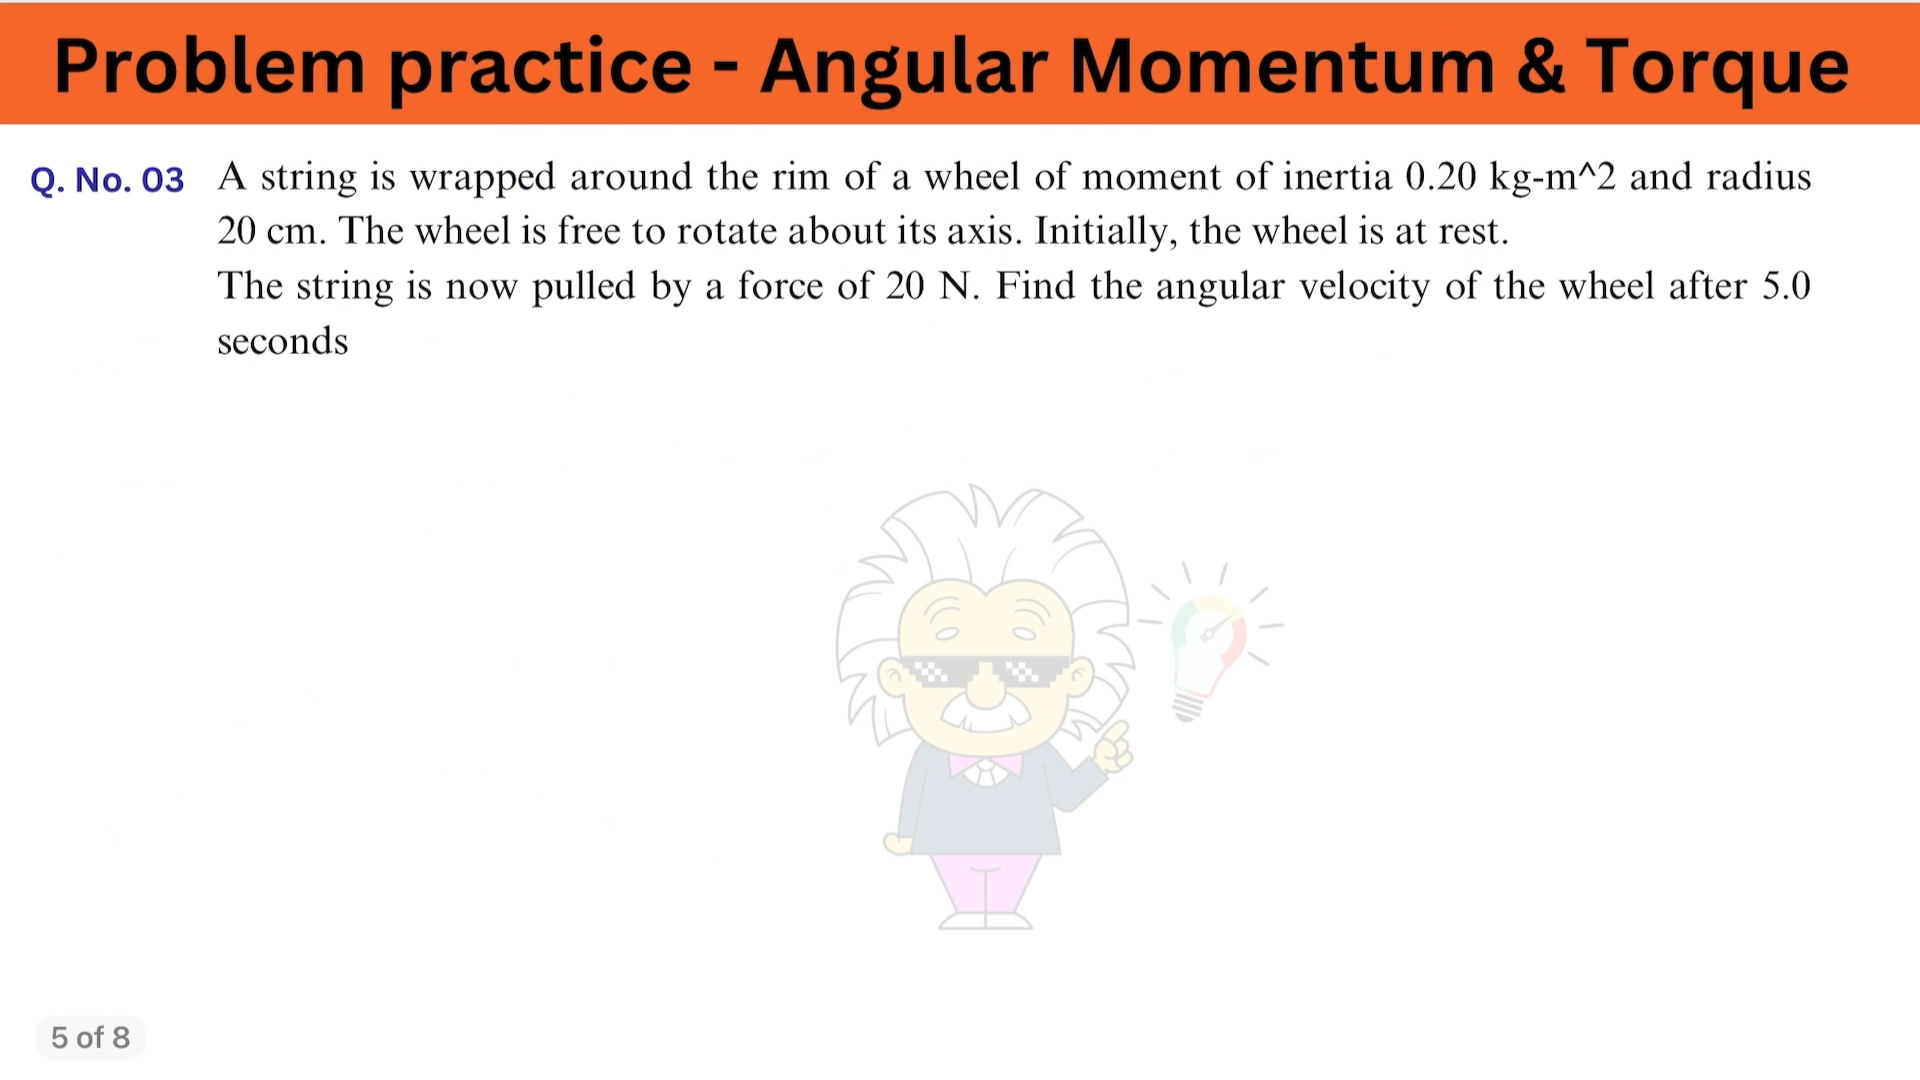 Problem practice - Angular Momentum & Torque
Q. No. 03 A string is wrapped around the rim of a wheel of moment of inertia 0.20 kg-m^2 and radius
20 cm. The wheel is free to rotate about its axis. Initially, the wheel is at rest.
The string is now pulled by a force of 20 N. Find the angular velocity of the wheel after 5.0
seconds
5 of 8